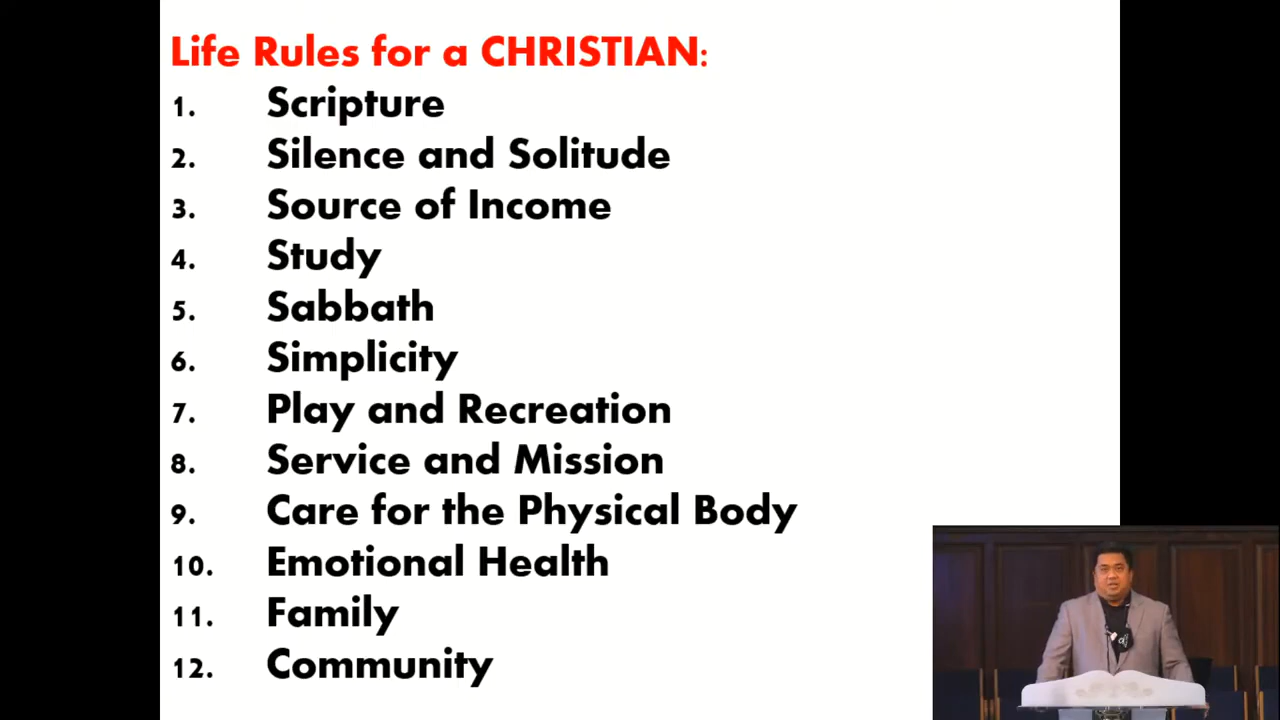 Life Rules for a CHRISTIAN:
1. Scripture
2. Silence and Solitude
3. Source of Income
4. Study
5. Sabbath
6. Simplicity
7. Play and Recreation
8. Service and Mission
9. Care for the Physical Body
10. Emotional Health
11. Family
12. Community